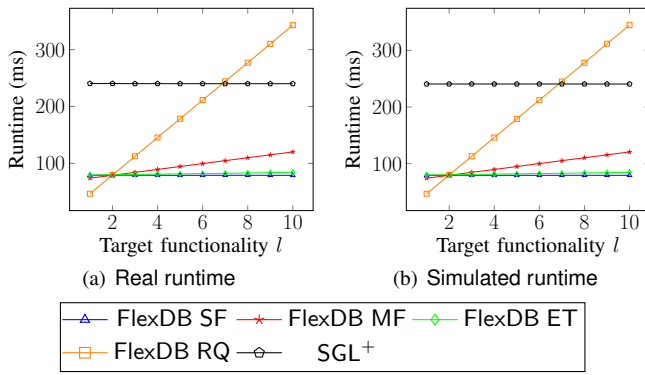 300
200
100
Runtime (ms)
2 4 6 8 10
Target functionality l
(a) Real runtime
300
200
100
Runtime (ms)
2 4 6 8 10
Target functionality l
(b) Simulated runtime
FlexDB SF FlexDB MF FlexDB ET
FlexDB RQ SGL+